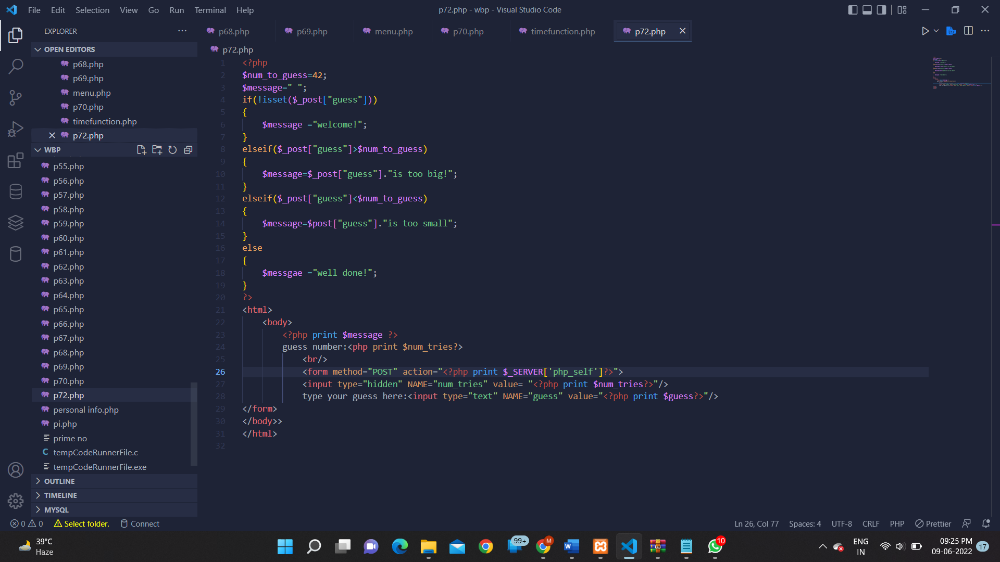 File Edit Selection View Go Run Terminal Help
p72.php - wbp - Visual Studio Code
EXPLORER
OPEN EDITORS
p68.php
p69.php
menu.php
p70.php
timefunction.php
p72.php
WBP
p55.php
p56.php
p57.php
p58.php
p59.php
p60.php
p61.php
p62.php
p63.php
p64.php
p65.php
p66.php
p67.php
p68.php
p69.php
p70.php
p72.php
personal info.php
pi.php
prime no
C tempCodeRunnerFile.c
tempCodeRunnerFile.exe
OUTLINE
TIMELINE
MYSQL
p68.php p69.php menu.php p70.php timefunction.php p72.php
p72.php
1 <?php
2 $num_to_guess=42;
3 $message=" ";
4 if(!isset($_post["guess"]))
5 {
6 $message ="welcome!";
7 }
8 elseif($_post["guess"]>$num_to_guess)
9 {
10 $message=$_post["guess"]."is too big!";
11 }
12 elseif($_post["guess"]<$num_to_guess)
13 {
14 $message=$post["guess"]."is too small";
15 }
16 else
17 {
18 $messgae ="well done!";
19 }
20 ?>
21 <html>
22 <body>
23 <?php print $message ?>
24 guess number:<php print $num_tries?>
25 <br/>
26 <form method="POST" action="<?php print $_SERVER['php_self']?>">
27 <input type="hidden" NAME="num_tries" value= "<?php print $num_tries?>"/>
28 type your guess here:<input type="text" NAME="guess" value="<?php print $guess?>"/>
29 </form>
30 </body>>
31 </html>
32
0 0 Select folder. Connect
Ln 26, Col 77 Spaces: 4 UTF-8 CRLF PHP Prettier
39°C
Haze
99+
M
W
10
ENG
IN
09:25 PM
09-06-2022
17